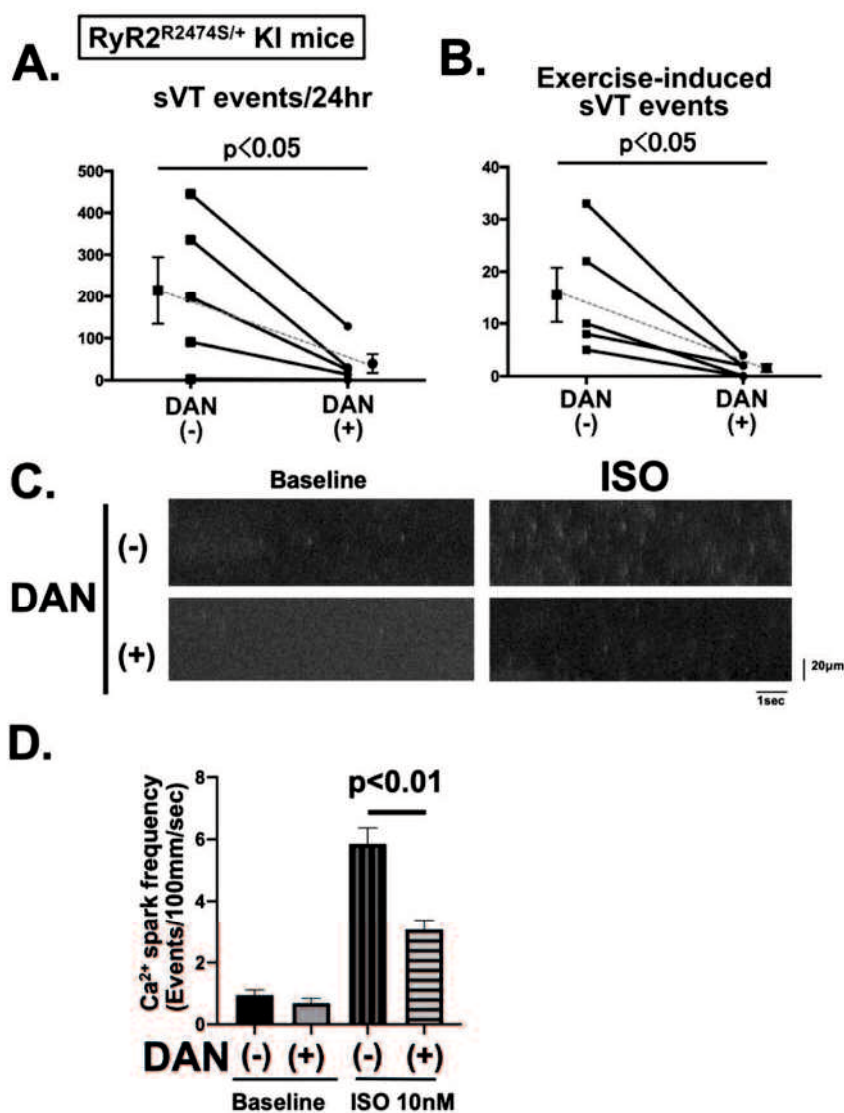 RyR2R2474S/+ KI mice
A.
sVT events/24hr
p<0.05
500
400
300
200
100
0
DAN
(-)
DAN
(+)
B.
Exercise-induced
sVT events
p<0.05
40
30
20
10
0
DAN
(-)
DAN
(+)
C.
Baseline
ISO
DAN
(-)
(+)
20μm
1sec
D.
Ca2+ spark frequency
(Events/100mm/sec)
8
6
4
2
0
p<0.01
DAN (-) (+) (-) (+)
Baseline ISO 10nM